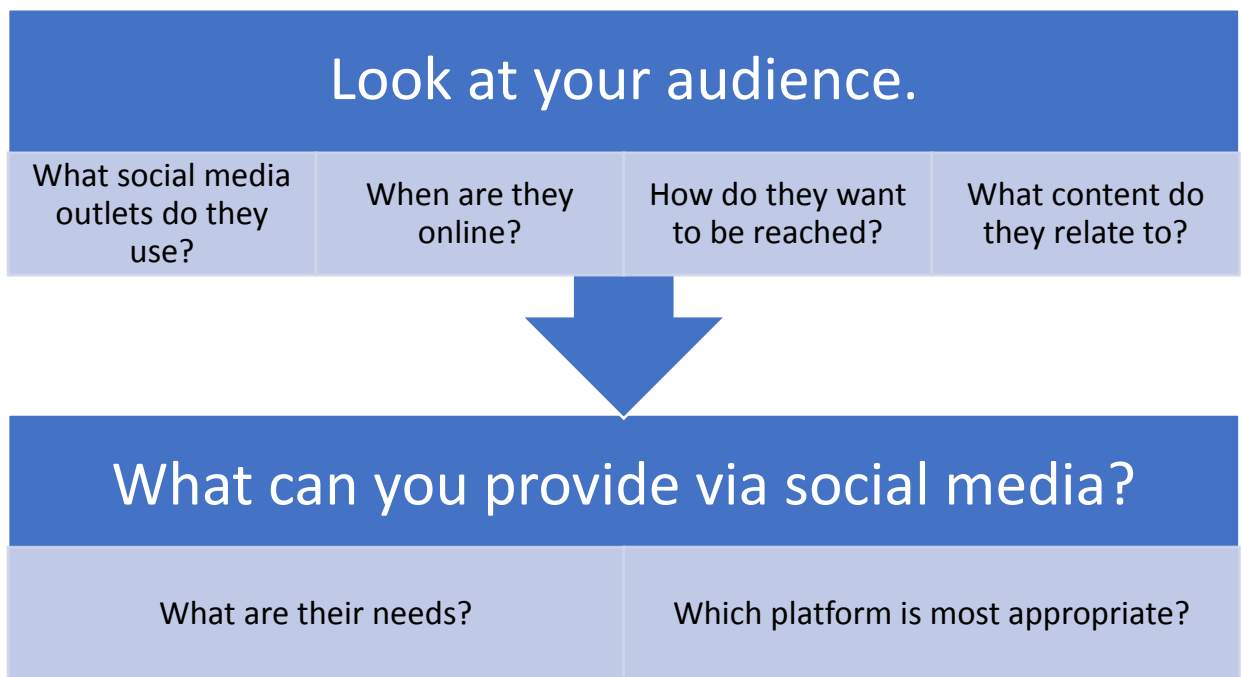 Look at your audience.
What social media
outlets do they
use?
When are they
online?
How do they want
to be reached?
What content do
they relate to?
What can you provide via social media?
What are their needs?
Which platform is most appropriate?